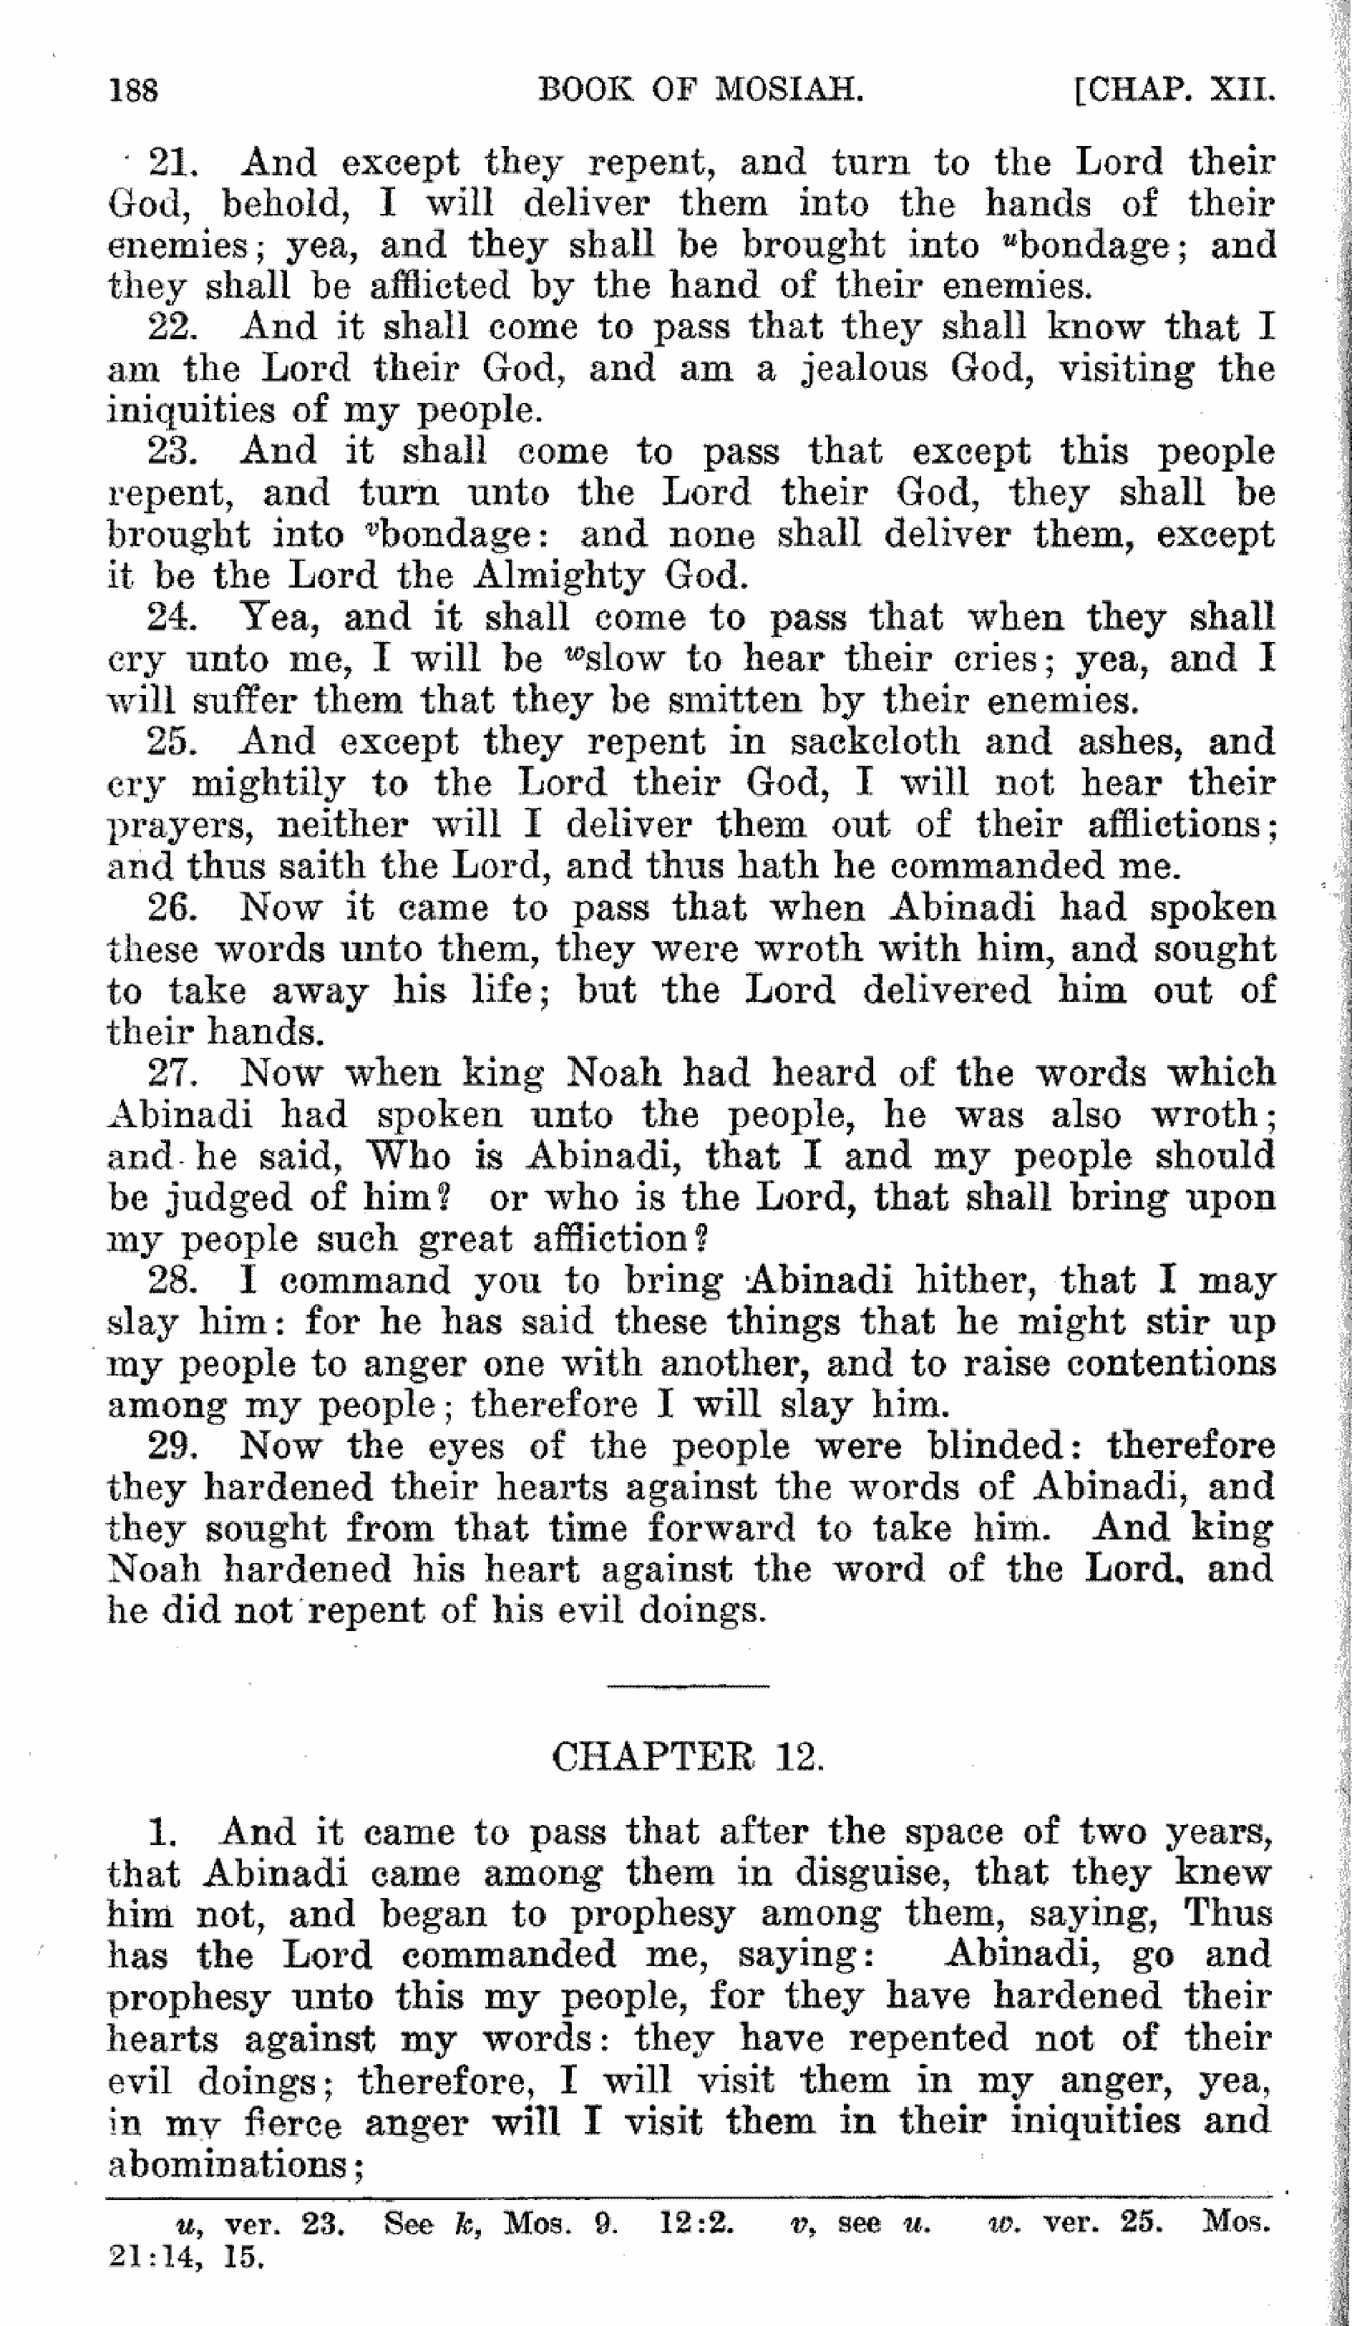 188 BOOK OF MOSIAH. [CHAP. XII.
21. And except they repent, and turn to the Lord their
God, behold, I will deliver them into the hands of their
enemies; yea, and they shall be brought into ubondage; and
they shall be afflicted by the hand of their enemies.
22. And it shall come to pass that they shall know that I
am the Lord their God, and am a jealous God, visiting the
iniquities of my people.
23. And it shall come to pass that except this people
repent, and turn unto the Lord their God, they shall be
brought into vbondage: and none shall deliver them, except
it be the Lord the Almighty God.
24. Yea, and it shall come to pass that when they shall
cry unto me, I will be wslow to hear their cries; yea, and I
will suffer them that they be smitten by their enemies.
25. And except they repent in sackcloth and ashes, and
cry mightily to the Lord their God, I will not hear their
prayers, neither will I deliver them out of their afflictions;
and thus saith the Lord, and thus hath he commanded me.
26. Now it came to pass that when Abinadi had spoken
these words unto them, they were wroth with him, and sought
to take away his life; but the Lord delivered him out of
their hands.
27. Now when king Noah had heard of the words which
Abinadi had spoken unto the people, he was also wroth;
and he said, Who is Abinadi, that I and my people should
be judged of him? or who is the Lord, that shall bring upon
my people such great affliction?
28. I command you to bring Abinadi hither, that I may
slay him: for he has said these things that he might stir up
my people to anger one with another, and to raise contentions
among my people; therefore I will slay him.
29. Now the eyes of the people were blinded: therefore
they hardened their hearts against the words of Abinadi, and
they sought from that time forward to take him. And king
Noah hardened his heart against the word of the Lord, and
he did not repent of his evil doings.
CHAPTER 12.
1. And it came to pass that after the space of two years,
that Abinadi came among them in disguise, that they knew
him not, and began to prophesy among them, saying, Thus
has the Lord commanded me, saying: Abinadi, go and
prophesy unto this my people, for they have hardened their
hearts against my words: they have repented not of their
evil doings; therefore, I will visit them in my anger, yea,
in my fierce anger will I visit them in their iniquities and
abominations;
u, ver. 23. See k, Mos. 9. 12:2. v, see u. w. ver. 25. Mos.
21:14, 15.